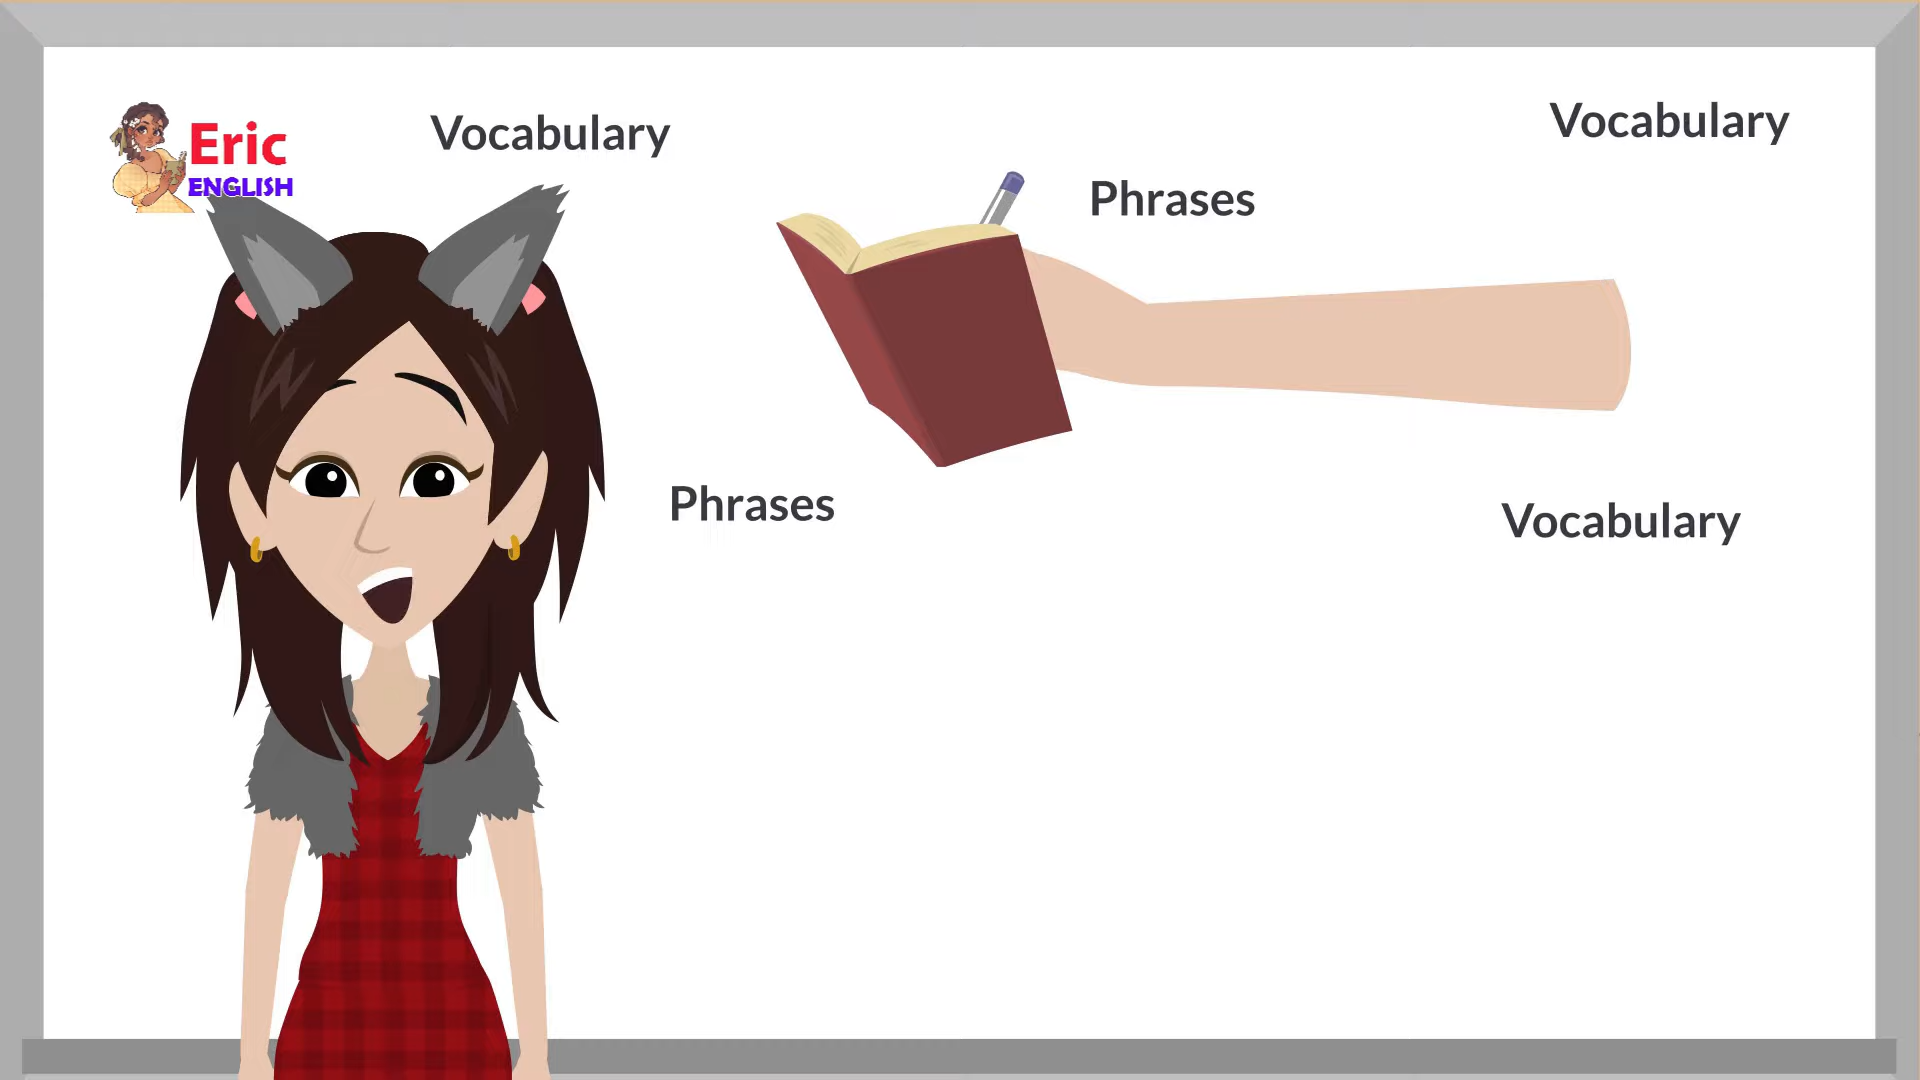 Eric
ENGLISH
Vocabulary
Vocabulary
Phrases
Phrases
Vocabulary